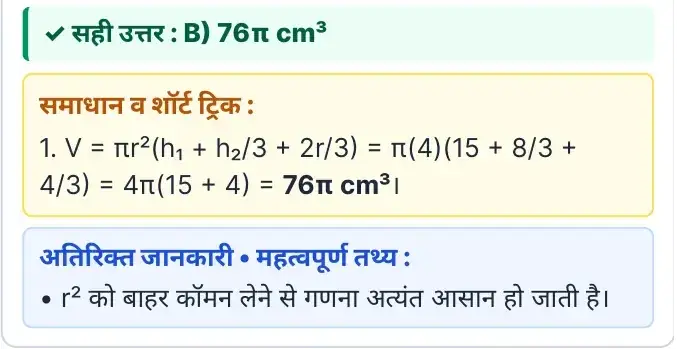 ✓ सही उत्तर : B) 76π cm³
समाधान व शॉर्ट ट्रिक :
1. V = πr²(h₁ + h₂/3 + 2r/3) = π(4)(15 + 8/3 +
4/3) = 4π(15 + 4) = 76π cm³।
अतिरिक्त जानकारी • महत्वपूर्ण तथ्य :
• r² को बाहर कॉमन लेने से गणना अत्यंत आसान हो जाती है।